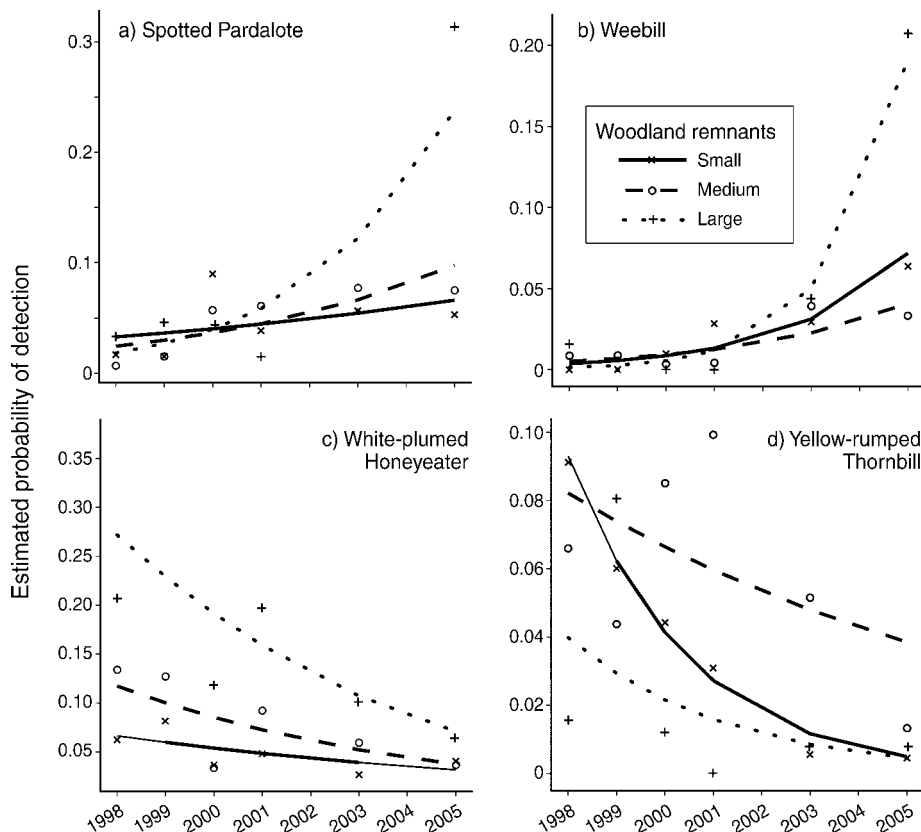 Estimated probability of detection
a) Spotted Pardalote
0.3
0.2
0.1
0
b) Weebill
0.20
0.15
0.10
0.05
0
Woodland remnants
Small
Medium
Large
c) White-plumed
Honeyeater
0.35
0.30
0.25
0.20
0.15
0.10
0.05
1998 1999 2000 2001 2002 2003 2004 2005
d) Yellow-rumped
Thornbill
0.10
0.08
0.06
0.04
0.02
0
1998 1999 2000 2001 2002 2003 2004 2005